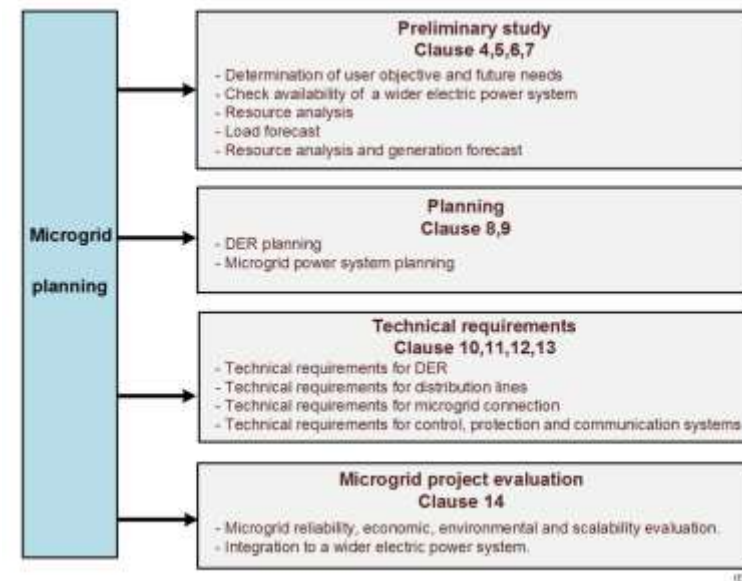 Microgrid
planning
Preliminary study
Clause 4,5,6,7
- Determination of user objective and future needs
- Check availability of a wider electric power system
- Resource analysis
- Load forecast
- Resource analysis and generation forecast
Planning
Clause 8,9
- DER planning
- Microgrid power system planning
Technical requirements
Clause 10,11,12,13
- Technical requirements for DER
- Technical requirements for distribution lines
- Technical requirements for microgrid connection
- Technical requirements for control, protection and communication systems
Microgrid project evaluation
Clause 14
- Microgrid reliability, economic, environmental and scalability evaluation.
- Integration to a wider electric power system.